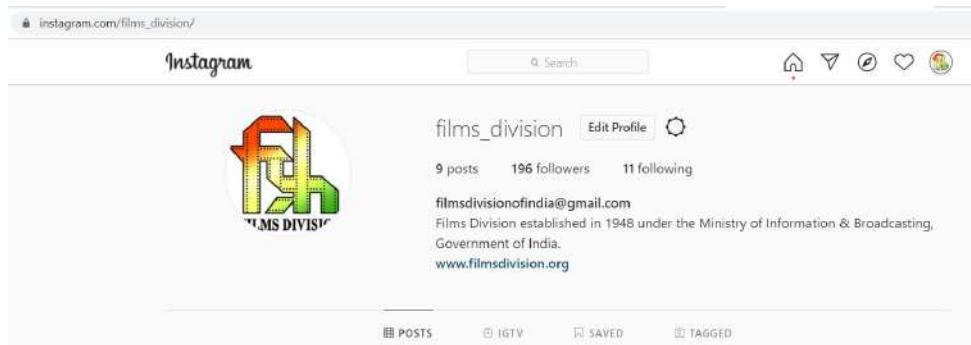 instagram.com/films_division/
Instagram
Search
films_division Edit Profile
9 posts 196 followers 11 following
filmsdivisionofindia@gmail.com
Films Division established in 1948 under the Ministry of Information & Broadcasting,
Government of India.
www.filmsdivision.org
POSTS IGTV SAVED TAGGED